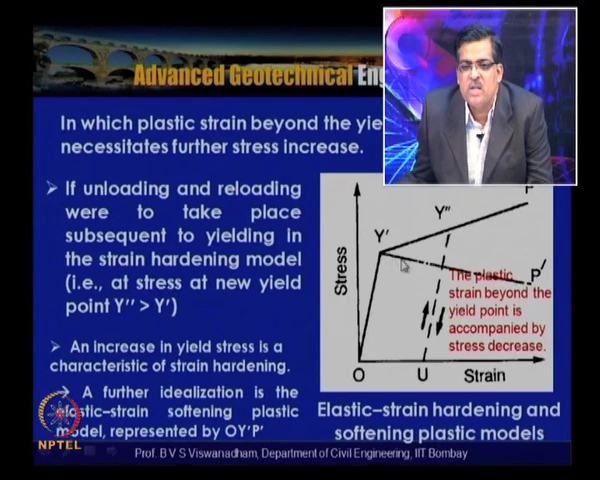 Advanced Geotechnical
In which plastic strain beyond the
necessitates further stress increase.
➤ If unloading and reloading
were to take place
subsequent to yielding in
the strain hardening model
(i.e., at stress at new yield
point Y′′ > Y′)
➤ An increase in yield stress is a
characteristic of strain hardening.
➔ A further idealization is the
elastic–strain softening plastic
model, represented by OY′P′
Stress
Y′
Y′′
P′
The plastic
strain beyond the
yield point is
accompanied by
stress decrease.
O
U
Strain
Elastic–strain hardening and
softening plastic models
NPTEL
Prof. B V S Viswanadham, Department of Civil Engineering, IIT Bombay